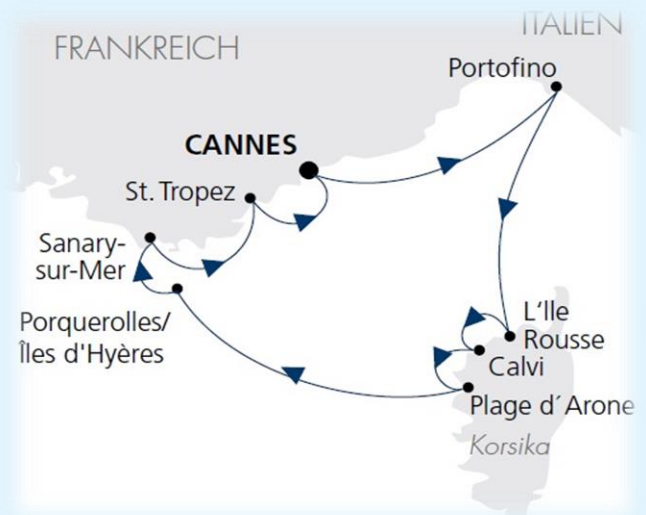 ITALIEN
FRANKREICH
Portofino
CANNES
St. Tropez
Sanary-
sur-Mer
Porquerolles/
Îles d'Hyères
L‘Ile
Rousse
Calvi
Plage d´Arone
Korsika